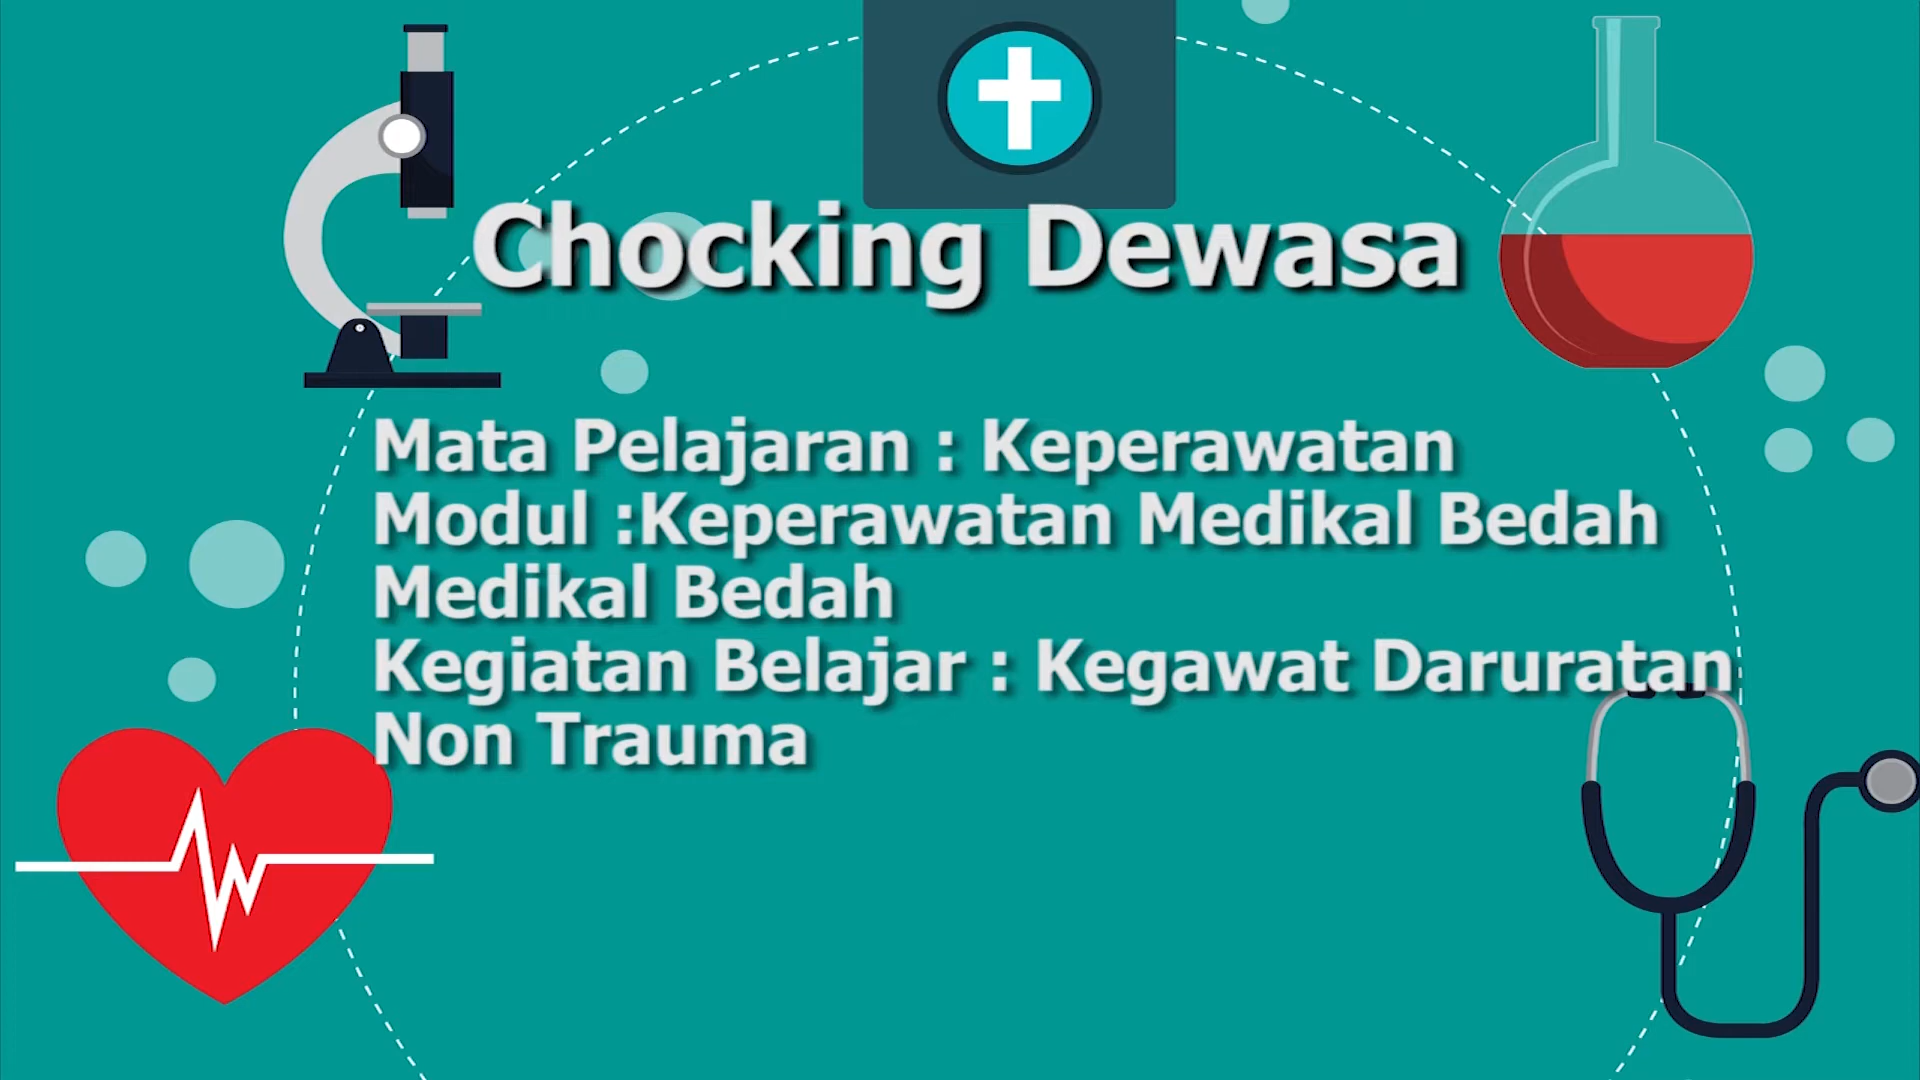 Chocking Dewasa
Mata Pelajaran : Keperawatan
Modul :Keperawatan Medikal Bedah
Medikal Bedah
Kegiatan Belajar : Kegawat Daruratan
Non Trauma